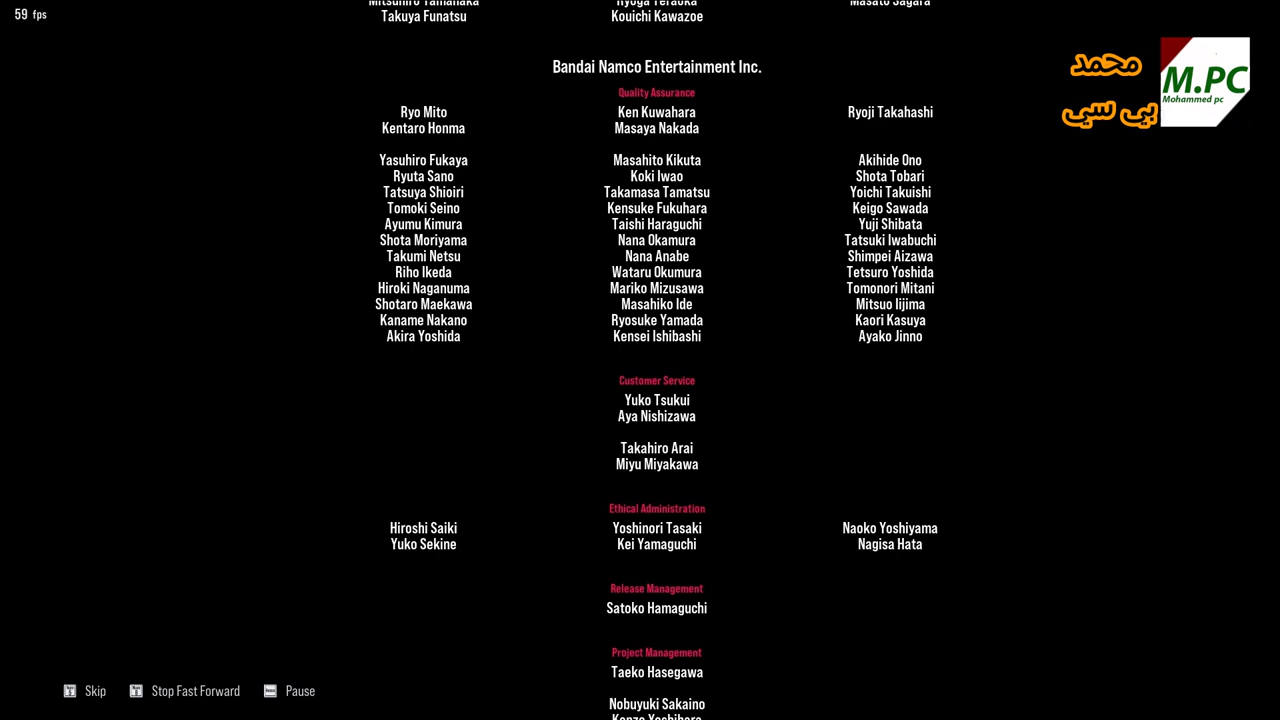 59 fps
Mitsuhiro Yamanaka Ryoga Teraoka Masato Sagara
Takuya Funatsu Kouichi Kawazoe
Bandai Namco Entertainment Inc.
Quality Assurance
Ryo Mito Ken Kuwahara Ryoji Takahashi
Kentaro Honma Masaya Nakada
Yasuhiro Fukaya Masahito Kikuta Akihide Ono
Ryuta Sano Koki Iwao Shota Tobari
Tatsuya Shioiri Takamasa Tamatsu Yoichi Takuishi
Tomoki Seino Kensuke Fukuhara Keigo Sawada
Ayumu Kimura Taishi Haraguchi Yuji Shibata
Shota Moriyama Nana Okamura Tatsuki Iwabuchi
Takumi Netsu Nana Anabe Shimpei Aizawa
Riho Ikeda Wataru Okumura Tetsuro Yoshida
Hiroki Naganuma Mariko Mizusawa Tomonori Mitani
Shotaro Maekawa Masahiko Ide Mitsuo Iijima
Kaname Nakano Ryosuke Yamada Kaori Kasuya
Akira Yoshida Kensei Ishibashi Ayako Jinno
Customer Service
Yuko Tsukui
Aya Nishizawa
Takahiro Arai
Miyu Miyakawa
Ethical Administration
Hiroshi Saiki Yoshinori Tasaki Naoko Yoshiyama
Yuko Sekine Kei Yamaguchi Nagisa Hata
Release Management
Satoko Hamaguchi
Project Management
Taeko Hasegawa
Nobuyuki Sakaino
محمد
بي سي
M.PC
Mohammed pc
Skip Stop Fast Forward Pause